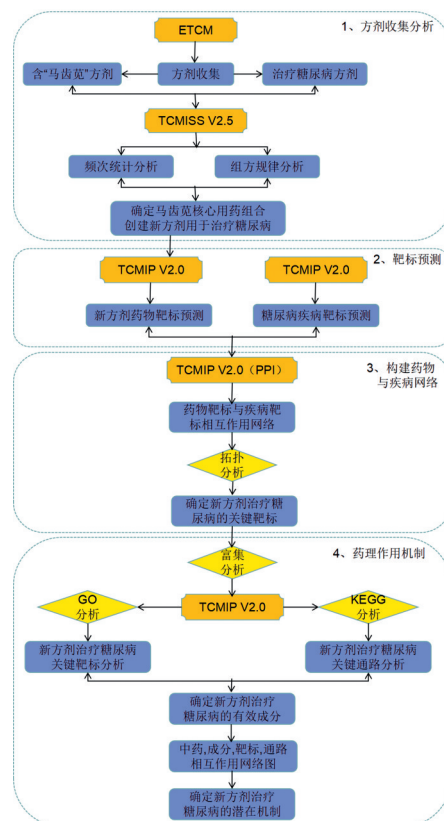 ETCM
1、方剂收集分析
含“马齿苋”方剂
方剂收集
治疗糖尿病方剂
TCMISS V2.5
频次统计分析
组方规律分析
确定马齿苋核心用药组合
创建新方剂用于治疗糖尿病
TCMIP V2.0
TCMIP V2.0
2、靶标预测
新方剂药物靶标预测
糖尿病疾病靶标预测
TCMIP V2.0（PPI）
3、构建药物
与疾病网络
药物靶标与疾病靶
标相互作用网络
拓扑
分析
确定新方剂治疗糖
尿病的关键靶标
富集
分析
4、药理作用机制
GO
分析
TCMIP V2.0
KEGG
分析
新方剂治疗糖尿病
关键靶标分析
新方剂治疗糖尿病
关键通路分析
确定新方剂治疗
糖尿病的有效成分
中药,成分,靶标,通路
相互作用网络图
确定新方剂治疗
糖尿病的潜在机制